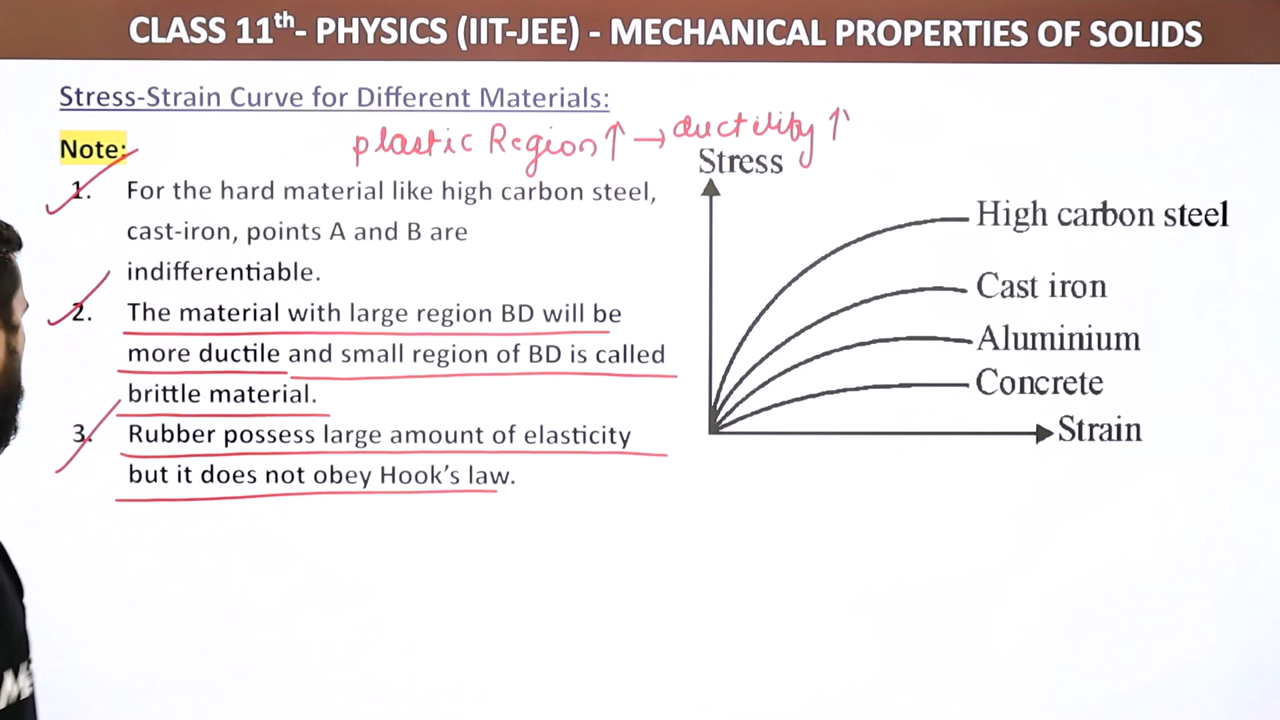 CLASS 11th- PHYSICS (IIT-JEE) - MECHANICAL PROPERTIES OF SOLIDS
Stress-Strain Curve for Different Materials:
plastic Region ↑ → ductility ↑
Note:
1. For the hard material like high carbon steel,
cast-iron, points A and B are
indifferentiable.
2. The material with large region BD will be
more ductile and small region of BD is called
brittle material.
3. Rubber possess large amount of elasticity
but it does not obey Hook’s law.
Stress
High carbon steel
Cast iron
Aluminium
Concrete
Strain